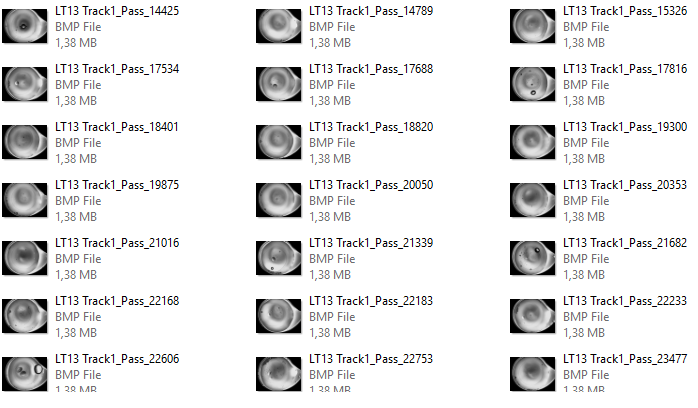 LT13 Track1_Pass_14425
BMP File
1,38 MB
LT13 Track1_Pass_14789
BMP File
1,38 MB
LT13 Track1_Pass_15326
BMP File
1,38 MB
LT13 Track1_Pass_17534
BMP File
1,38 MB
LT13 Track1_Pass_17688
BMP File
1,38 MB
LT13 Track1_Pass_17816
BMP File
1,38 MB
LT13 Track1_Pass_18401
BMP File
1,38 MB
LT13 Track1_Pass_18820
BMP File
1,38 MB
LT13 Track1_Pass_19300
BMP File
1,38 MB
LT13 Track1_Pass_19875
BMP File
1,38 MB
LT13 Track1_Pass_20050
BMP File
1,38 MB
LT13 Track1_Pass_20353
BMP File
1,38 MB
LT13 Track1_Pass_21016
BMP File
1,38 MB
LT13 Track1_Pass_21339
BMP File
1,38 MB
LT13 Track1_Pass_21682
BMP File
1,38 MB
LT13 Track1_Pass_22168
BMP File
1,38 MB
LT13 Track1_Pass_22183
BMP File
1,38 MB
LT13 Track1_Pass_22233
BMP File
1,38 MB
LT13 Track1_Pass_22606
BMP File
1,38 MB
LT13 Track1_Pass_22753
BMP File
1,38 MB
LT13 Track1_Pass_23477
BMP File
1,38 MB